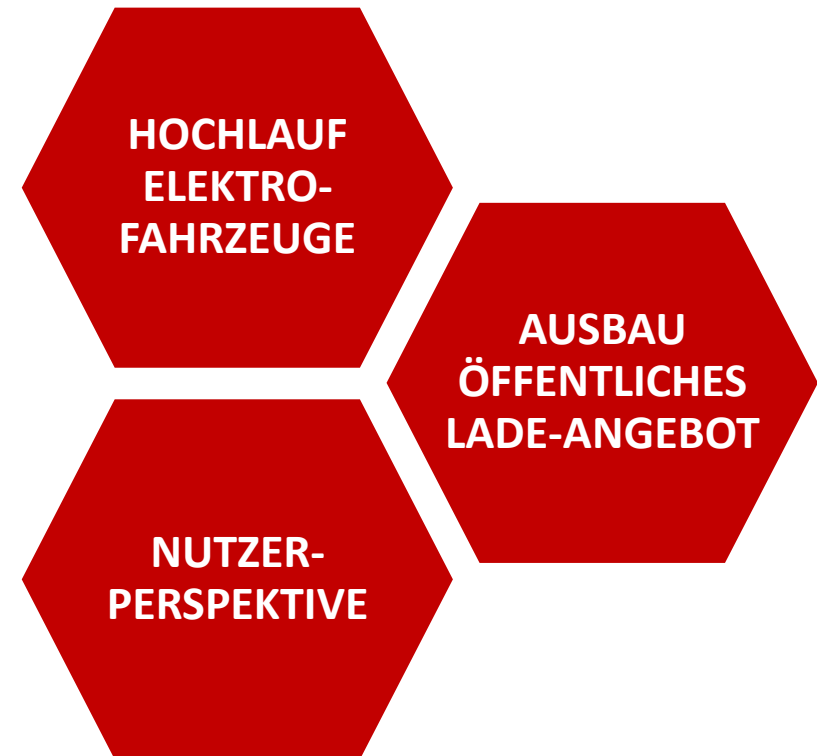 HOCHLAUF
ELEKTRO-
FAHRZEUGE
AUSBAU
ÖFFENTLICHES
LADE-ANGEBOT
NUTZER-
PERSPEKTIVE